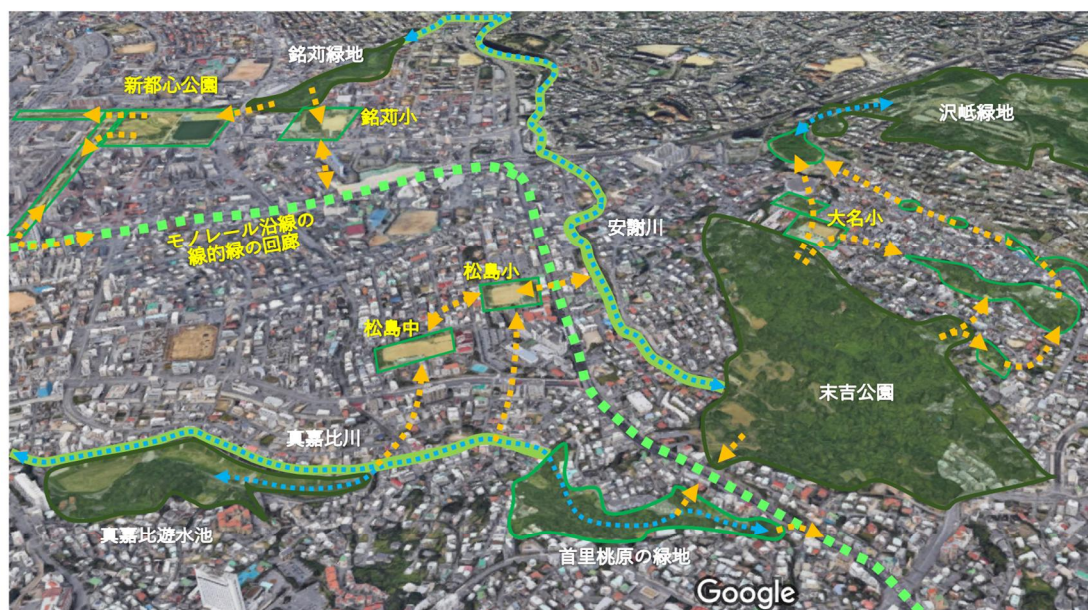 銘苅緑地
新都心公園
銘苅小
沢岻緑地
大名小
安謝川
モノレール沿線の
線的緑の回廊
松島小
松島中
末吉公園
真嘉比川
真嘉比遊水池
首里桃原の緑地
Google